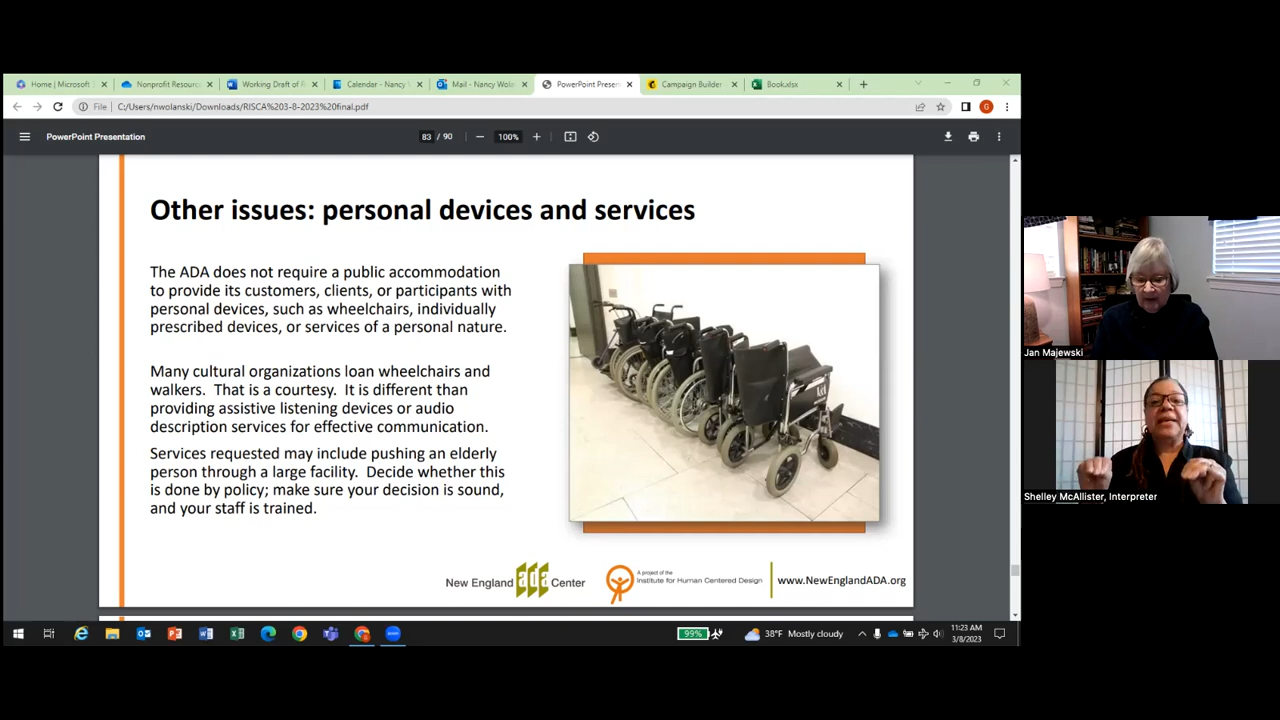 Home | Microsoft
Nonprofit Resourc
Working Draft of F
Calendar - Nancy V
Mail - Nancy Wola
PowerPoint Presen
Campaign Builder
Book.xlsx
File C:/Users/nwolanski/Downloads/RISCA%203-8-2023%20final.pdf
PowerPoint Presentation
83 / 90
100%
Other issues: personal devices and services
The ADA does not require a public accommodation
to provide its customers, clients, or participants with
personal devices, such as wheelchairs, individually
prescribed devices, or services of a personal nature.
Many cultural organizations loan wheelchairs and
walkers. That is a courtesy. It is different than
providing assistive listening devices or audio
description services for effective communication.
Services requested may include pushing an elderly
person through a large facility. Decide whether this
is done by policy; make sure your decision is sound,
and your staff is trained.
New England ada Center
A project of the
Institute for Human Centered Design
www.NewEnglandADA.org
99%
38°F Mostly cloudy
11:23 AM
3/8/2023
Jan Majewski
Shelley McAllister, Interpreter